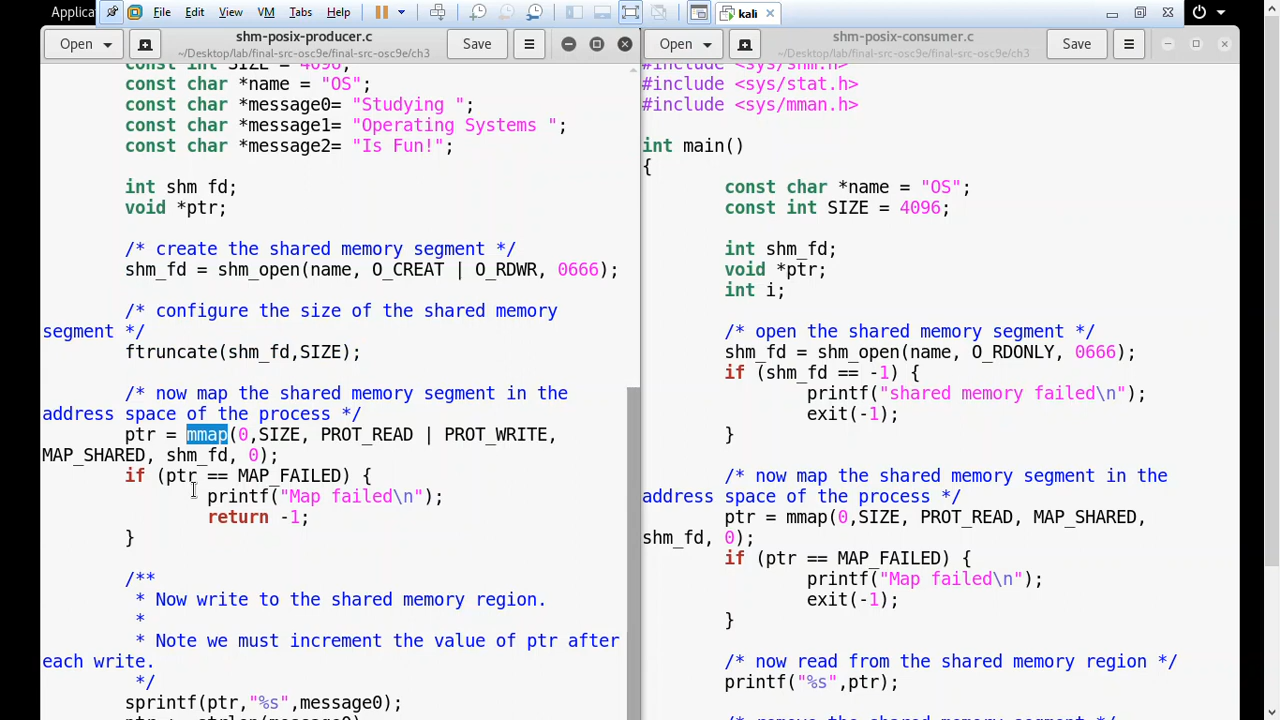 Applica File Edit View VM Tabs Help kali
Open shm-posix-producer.c Save
~/Desktop/lab/final-src-osc9e/final-src-osc9e/ch3
const int SIZE = 4096;
const char *name = "OS";
const char *message0= "Studying ";
const char *message1= "Operating Systems ";
const char *message2= "Is Fun!";
int shm_fd;
void *ptr;
/* create the shared memory segment */
shm_fd = shm_open(name, O_CREAT | O_RDWR, 0666);
/* configure the size of the shared memory
segment */
ftruncate(shm_fd,SIZE);
/* now map the shared memory segment in the
address space of the process */
ptr = mmap(0,SIZE, PROT_READ | PROT_WRITE,
MAP_SHARED, shm_fd, 0);
if (ptr == MAP_FAILED) {
printf("Map failed\n");
return -1;
}
/**
* Now write to the shared memory region.
*
* Note we must increment the value of ptr after
each write.
*/
sprintf(ptr,"%s",message0);
ptr += strlen(message0)
Open shm-posix-consumer.c Save
~/Desktop/lab/final-src-osc9e/final-src-osc9e/ch3
#include <sys/shm.h>
#include <sys/stat.h>
#include <sys/mman.h>
int main()
{
const char *name = "OS";
const int SIZE = 4096;
int shm_fd;
void *ptr;
int i;
/* open the shared memory segment */
shm_fd = shm_open(name, O_RDONLY, 0666);
if (shm_fd == -1) {
printf("shared memory failed\n");
exit(-1);
}
/* now map the shared memory segment in the
address space of the process */
ptr = mmap(0,SIZE, PROT_READ, MAP_SHARED,
shm_fd, 0);
if (ptr == MAP_FAILED) {
printf("Map failed\n");
exit(-1);
}
/* now read from the shared memory region */
printf("%s",ptr);